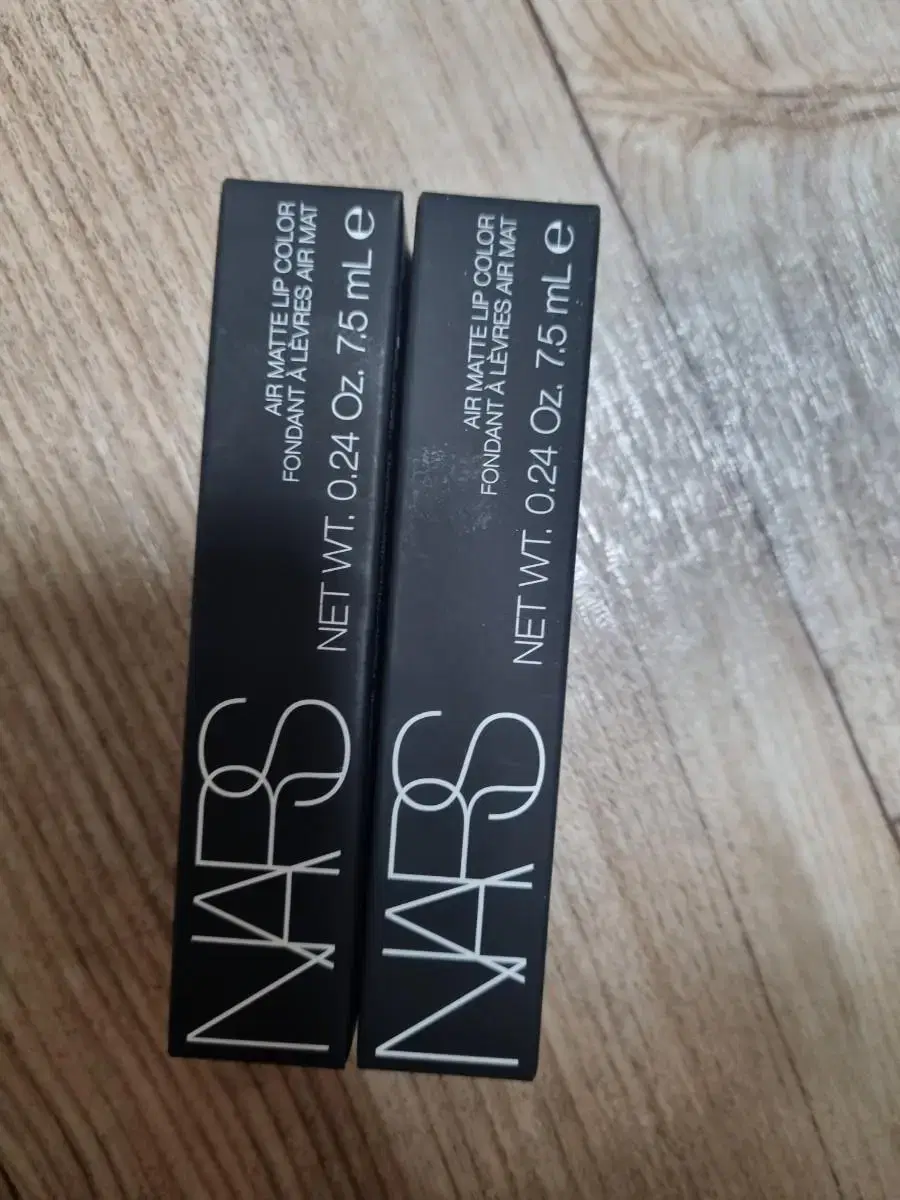 NARS
AIR MATTE LIP COLOR
FONDANT À LÈVRES AIR MAT
NET WT. 0.24 Oz. 7.5 mL ℮
NARS
AIR MATTE LIP COLOR
FONDANT À LÈVRES AIR MAT
NET WT. 0.24 Oz. 7.5 mL ℮